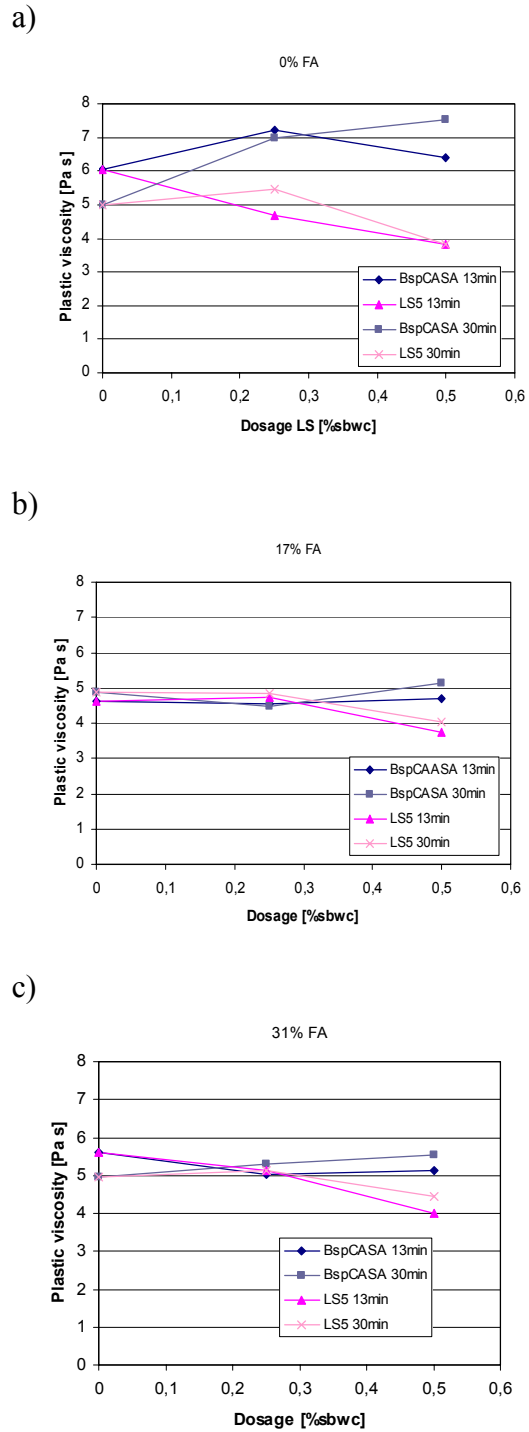 a)
0% FA
Plastic viscosity [Pa s]
8
7
6
5
4
3
2
1
0
BspCASA 13min
LS5 13min
BspCASA 30min
LS5 30min
0 0,1 0,2 0,3 0,4 0,5 0,6
Dosage LS [%sbwc]
b)
17% FA
Plastic viscosity [Pa s]
8
7
6
5
4
3
2
1
0
BspCAASA 13min
BspCASA 30min
LS5 13min
LS5 30min
0 0,1 0,2 0,3 0,4 0,5 0,6
Dosage [%sbwc]
c)
31% FA
Plastic viscosity [Pa s]
8
7
6
5
4
3
2
1
0
BspCASA 13min
BspCASA 30min
LS5 13min
LS5 30min
0 0,1 0,2 0,3 0,4 0,5 0,6
Dosage [%sbwc]